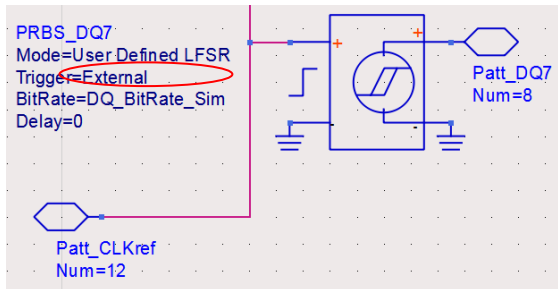 PRBS_DQ7
Mode=User Defined LFSR
Trigger=External
BitRate=DQ_BitRate_Sim
Delay=0
+
+
Patt_DQ7
Num=8
-
-
Patt_CLKref
Num=12